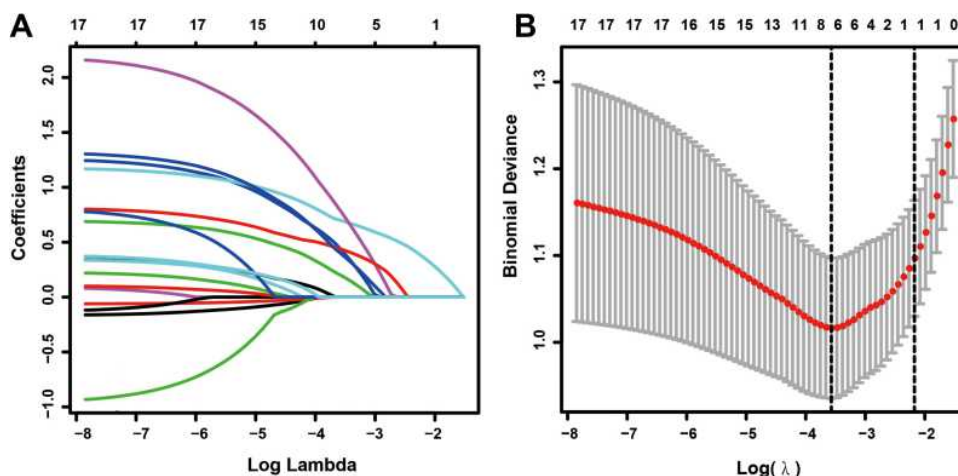 A
17 17 17 15 10 5 1
Coefficients
2.0
1.5
1.0
0.5
0.0
−0.5
−1.0
−8 −7 −6 −5 −4 −3 −2
Log Lambda
B
17 17 17 17 16 15 15 13 11 8 6 6 4 2 1 1 1 0
Binomial Deviance
1.3
1.2
1.1
1.0
−8 −7 −6 −5 −4 −3 −2
Log(λ)